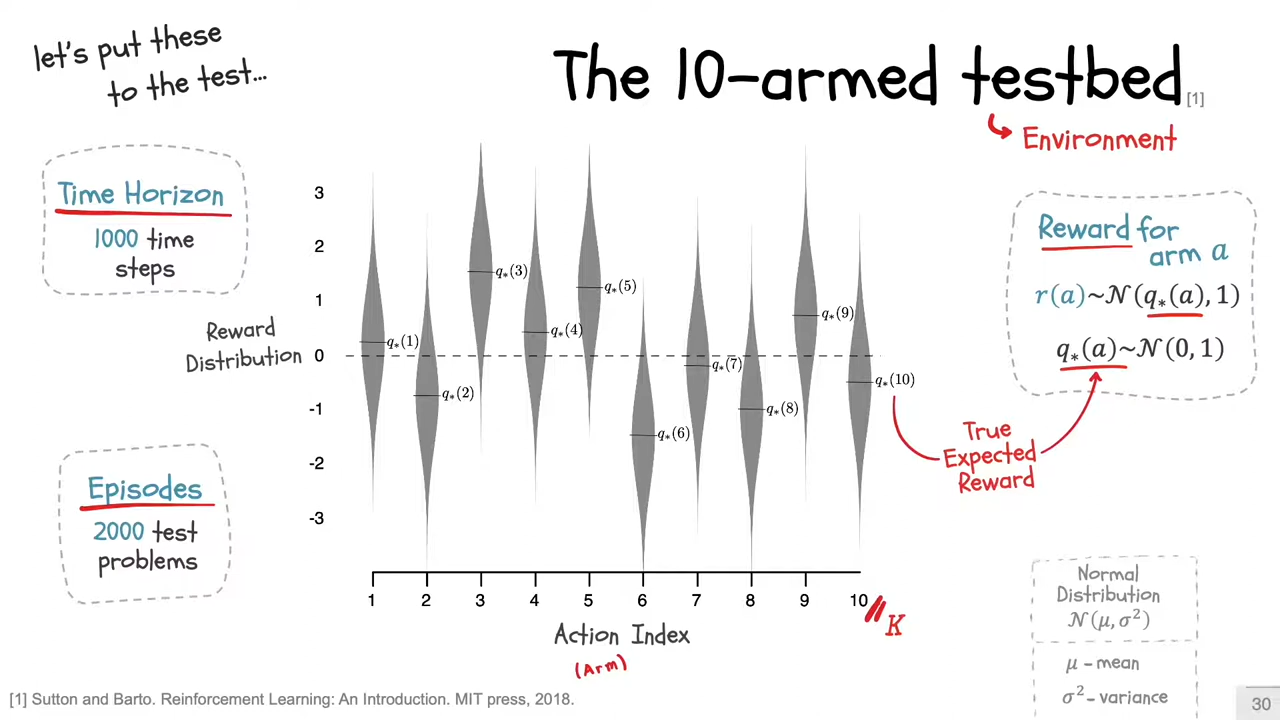 let's put these
to the test...
The 10-armed testbed [1]
Environment
Time Horizon
1000 time
steps
Episodes
2000 test
problems
Reward
Distribution
3
2
1
0
-1
-2
-3
q∗(1)
q∗(2)
q∗(3)
q∗(4)
q∗(5)
q∗(6)
q∗(7)
q∗(8)
q∗(9)
q∗(10)
1 2 3 4 5 6 7 8 9 10
K
Action Index
(Arm)
Reward for
arm a
r(a)~𝒩(q∗(a), 1)
q∗(a)~𝒩(0, 1)
True
Expected
Reward
Normal
Distribution
𝒩(μ, σ²)
μ - mean
σ² - variance
[1] Sutton and Barto. Reinforcement Learning: An Introduction. MIT press, 2018.
30